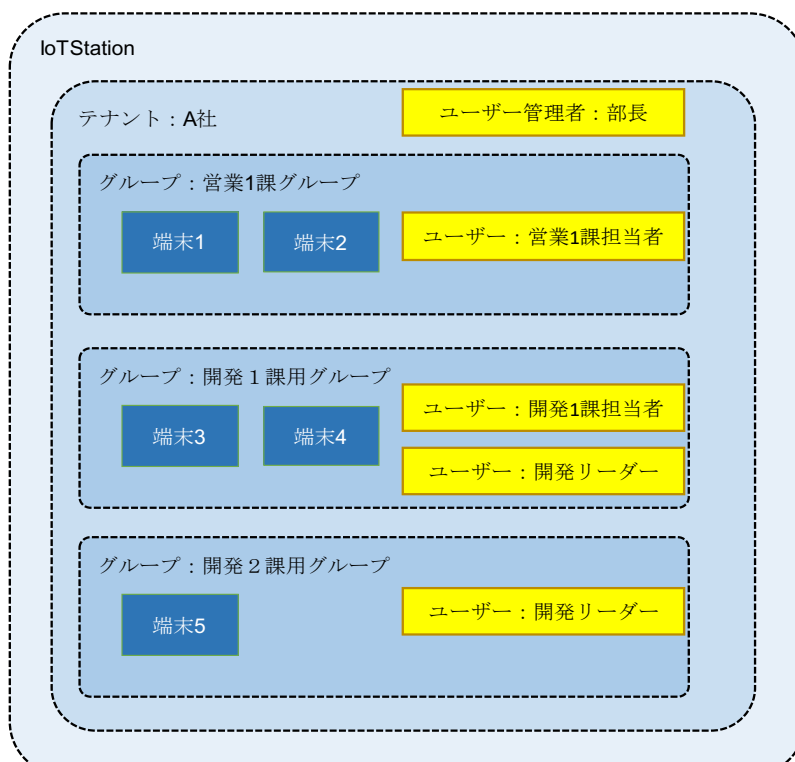 IoTStation
テナント：A社
ユーザー管理者：部長
グループ：営業1課グループ
端末1
端末2
ユーザー：営業1課担当者
グループ：開発１課用グループ
ユーザー：開発1課担当者
端末3
端末4
ユーザー：開発リーダー
グループ：開発２課用グループ
端末5
ユーザー：開発リーダー